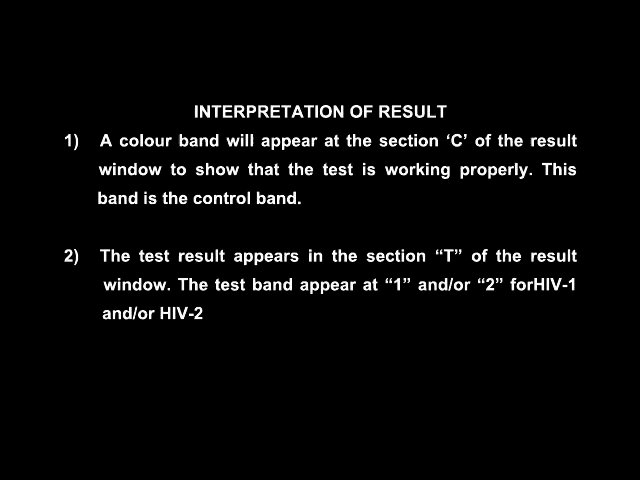 INTERPRETATION OF RESULT
1) A colour band will appear at the section ‘C’ of the result
window to show that the test is working properly. This
band is the control band.
2) The test result appears in the section “T” of the result
window. The test band appear at “1” and/or “2” forHIV-1
and/or HIV-2